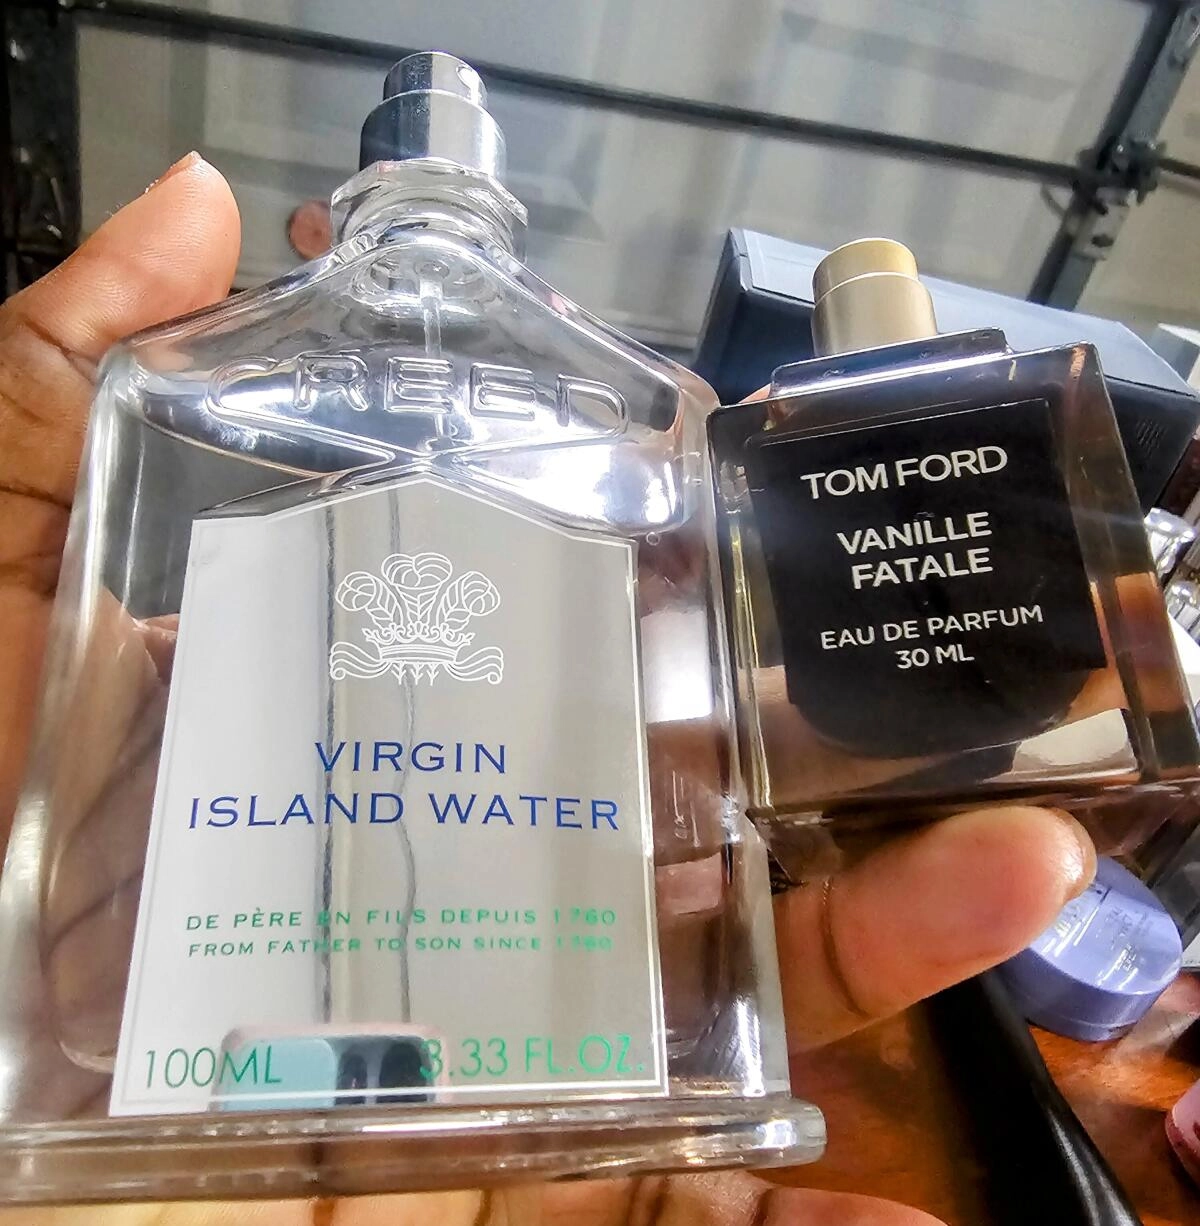 CREED
VIRGIN
ISLAND WATER
DE PÈRE EN FILS DEPUIS 1760
FROM FATHER TO SON SINCE 1760
100ML 3.33 FL.OZ.
TOM FORD
VANILLE
FATALE
EAU DE PARFUM
30 ML